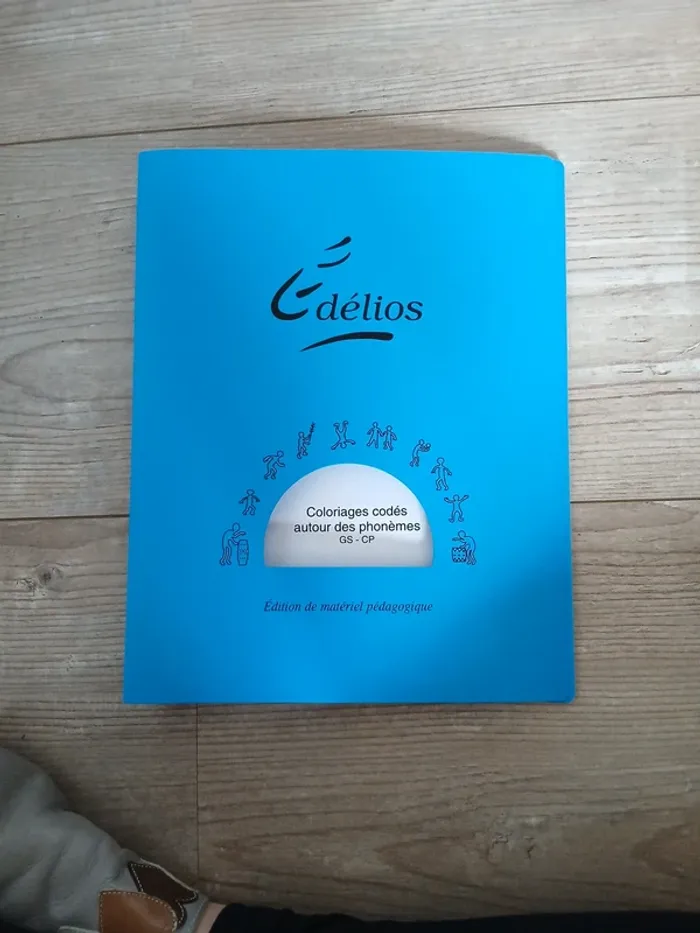 Édélios
Coloriages codés
autour des phonèmes
GS - CP
Édition de matériel pédagogique